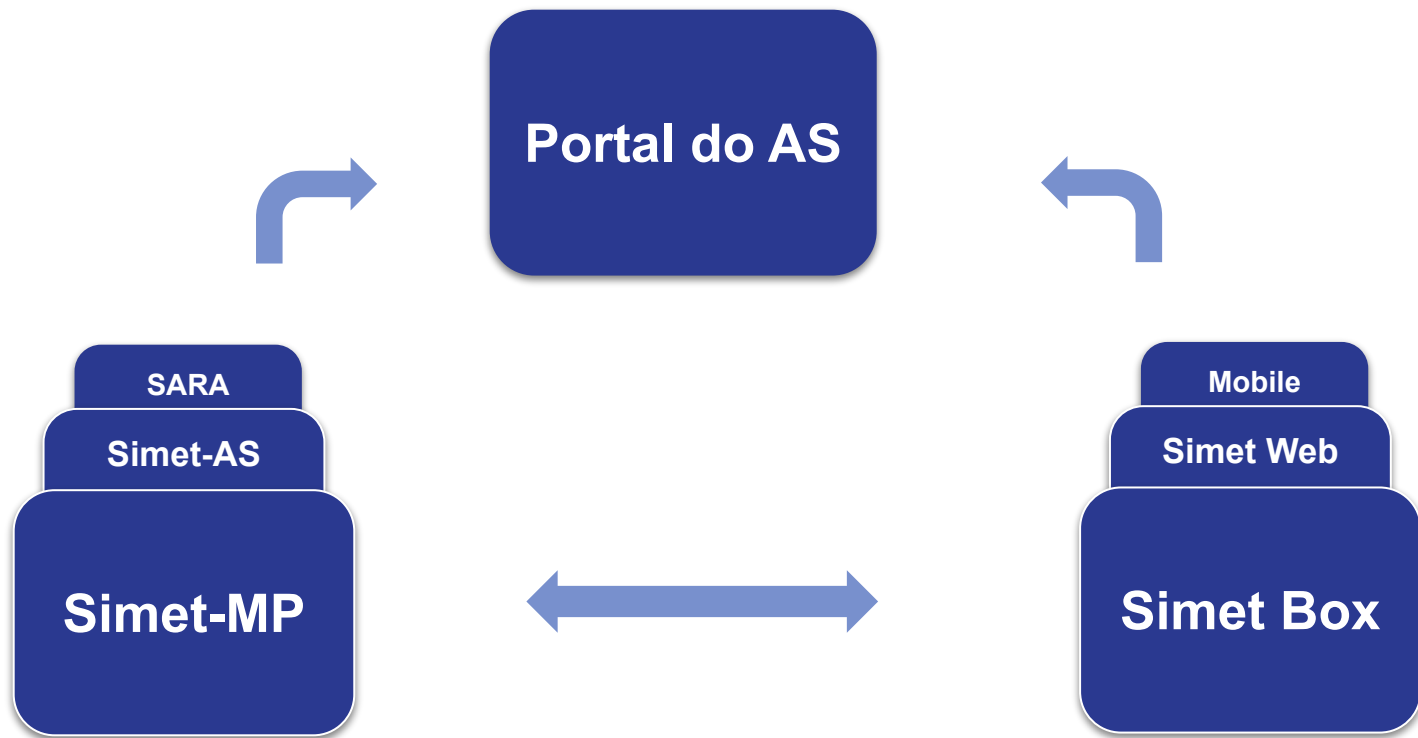 Portal do AS
SARA
Simet-AS
Simet-MP
Mobile
Simet Web
Simet Box